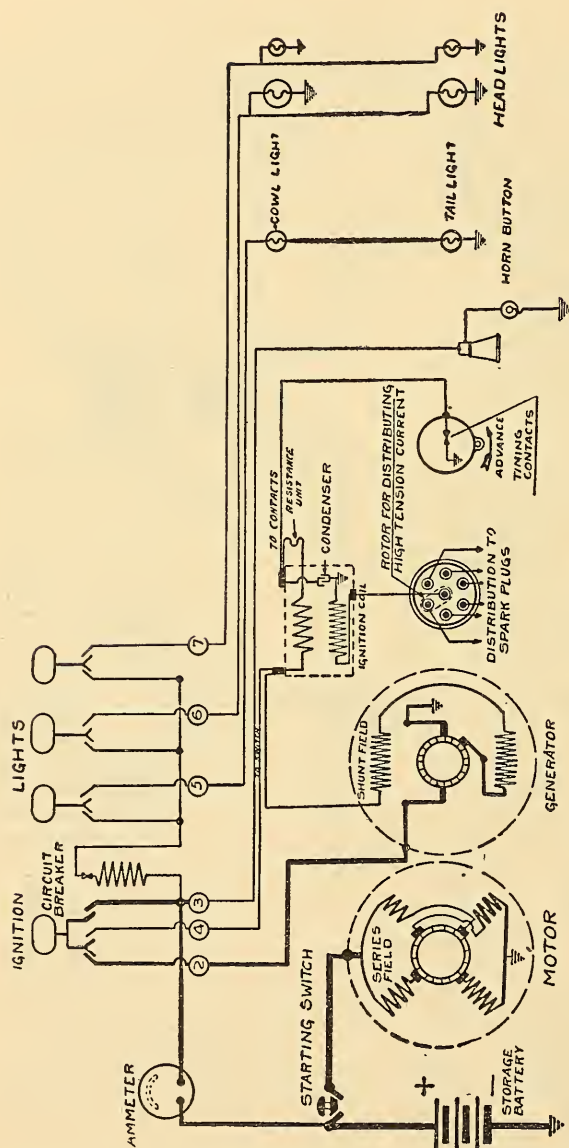 LIGHTS
IGNITION
CIRCUIT
BREAKER
AMMETER
2
4
3
5
6
7
TO SWITCH
STARTING SWITCH
+
−
STORAGE
BATTERY
SERIES
FIELD
MOTOR
SHUNT FIELD
GENERATOR
TO CONTACTS
RESISTANCE
UNIT
CONDENSER
IGNITION COIL
ROTOR FOR DISTRIBUTING
HIGH TENSION CURRENT
DISTRIBUTION TO
SPARK PLUGS
ADVANCE
TIMING
CONTACTS
HORN BUTTON
COWL LIGHT
TAIL LIGHT
HEADLIGHTS